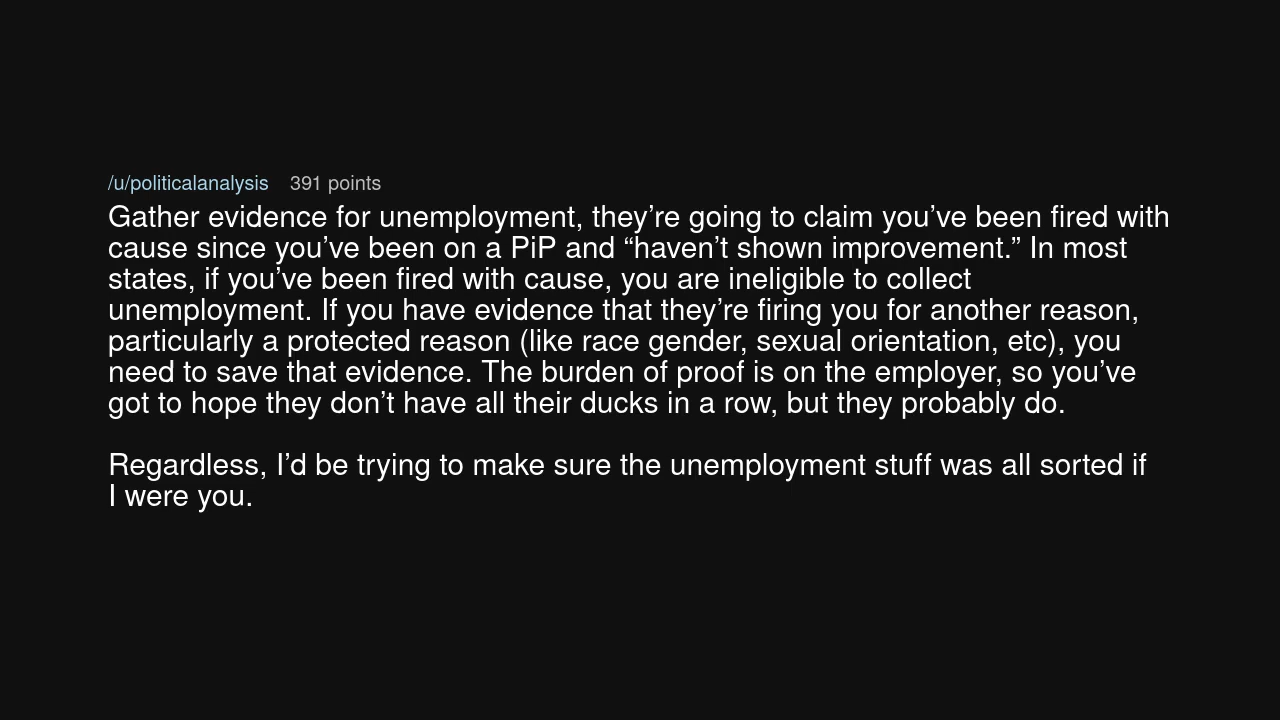 /u/politicalanalysis 391 points
Gather evidence for unemployment, they’re going to claim you’ve been fired with
cause since you’ve been on a PiP and “haven’t shown improvement.” In most
states, if you’ve been fired with cause, you are ineligible to collect
unemployment. If you have evidence that they’re firing you for another reason,
particularly a protected reason (like race gender, sexual orientation, etc), you
need to save that evidence. The burden of proof is on the employer, so you’ve
got to hope they don’t have all their ducks in a row, but they probably do.
Regardless, I’d be trying to make sure the unemployment stuff was all sorted if
I were you.